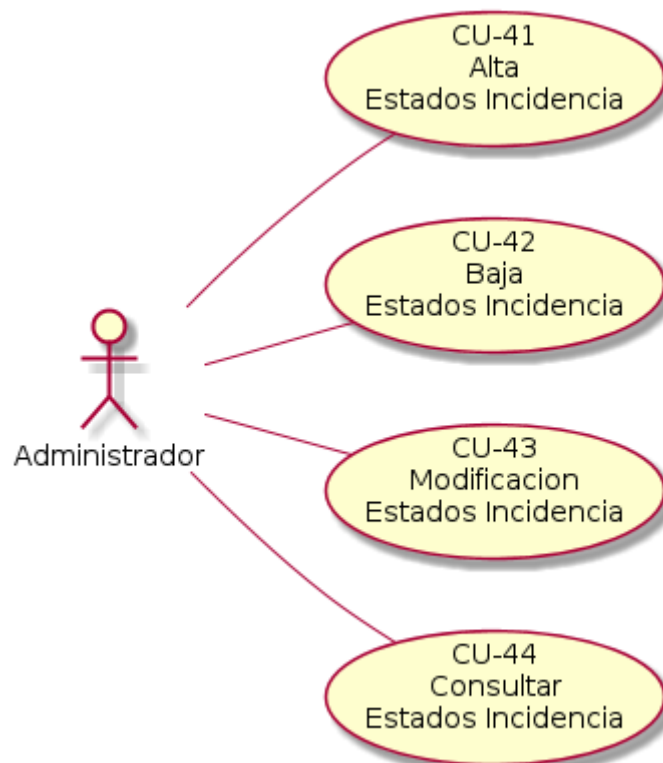 CU-41
Alta
Estados Incidencia
CU-42
Baja
Estados Incidencia
Administrador
CU-43
Modificacion
Estados Incidencia
CU-44
Consultar
Estados Incidencia